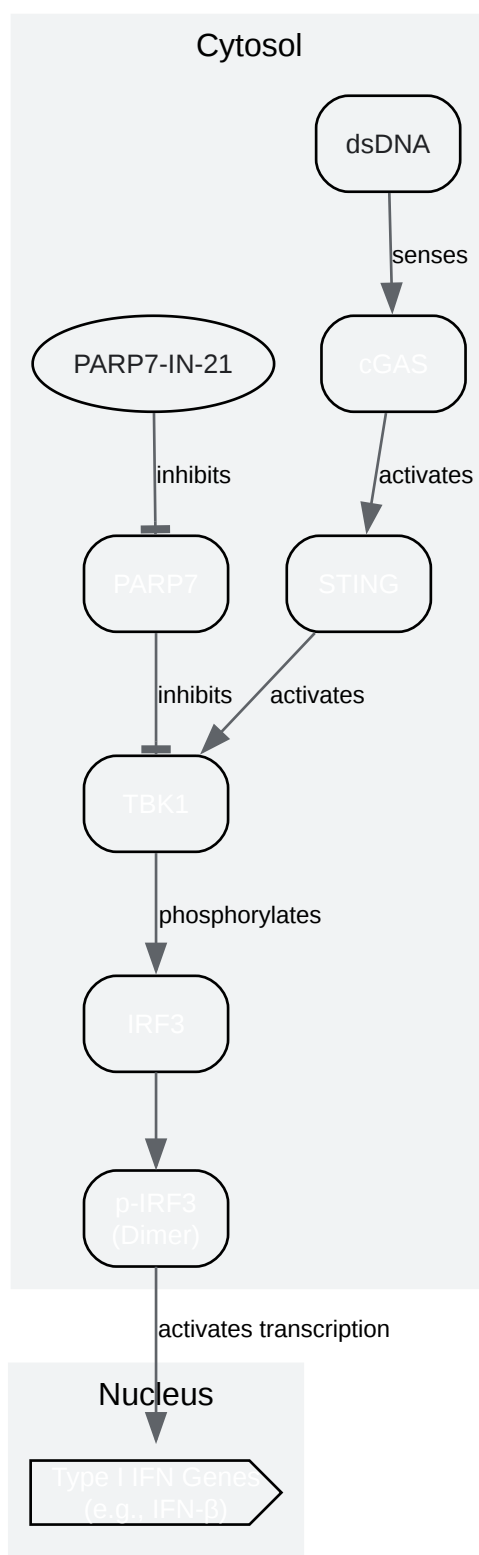 Cytosol
dsDNA
senses
PARP7-IN-21
cGAS
inhibits
activates
PARP7
STING
inhibits
activates
TBK1
phosphorylates
IRF3
p-IRF3
(Dimer)
activates transcription
Nucleus
Type I IFN Genes
(e.g., IFN-β)